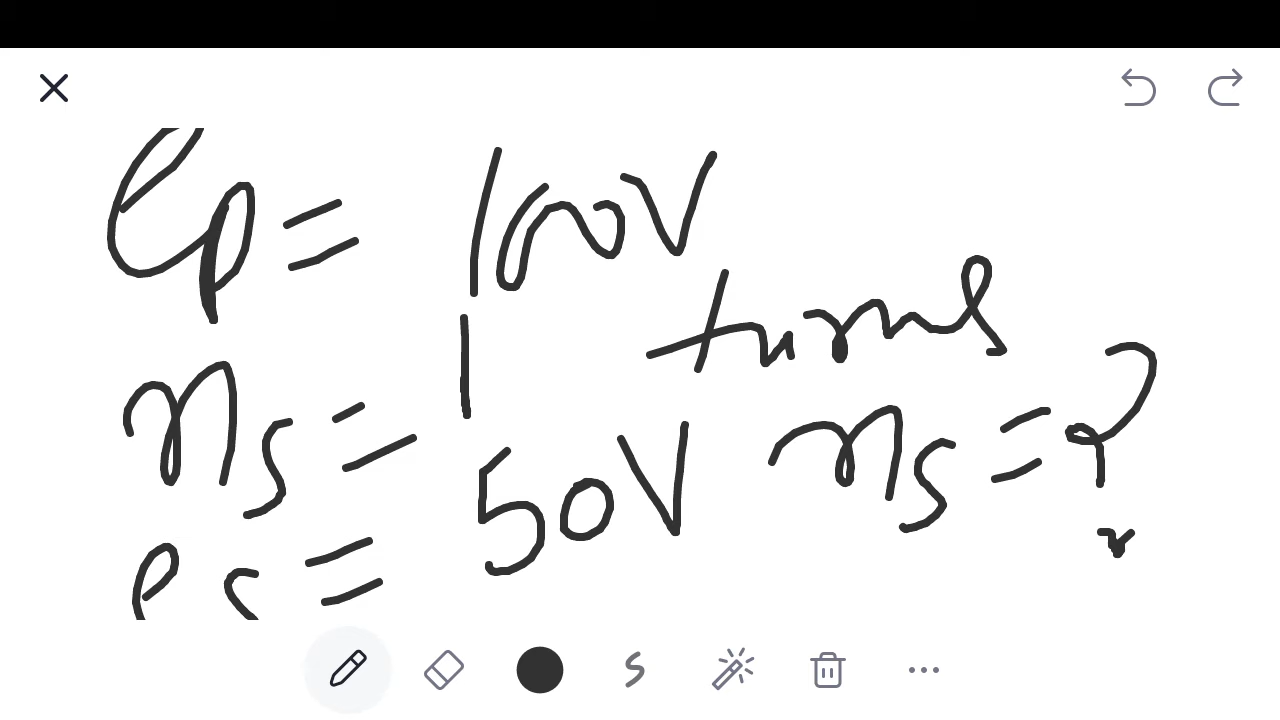 ep = 100V
ns = 1 turns
es = 50V ns = ?